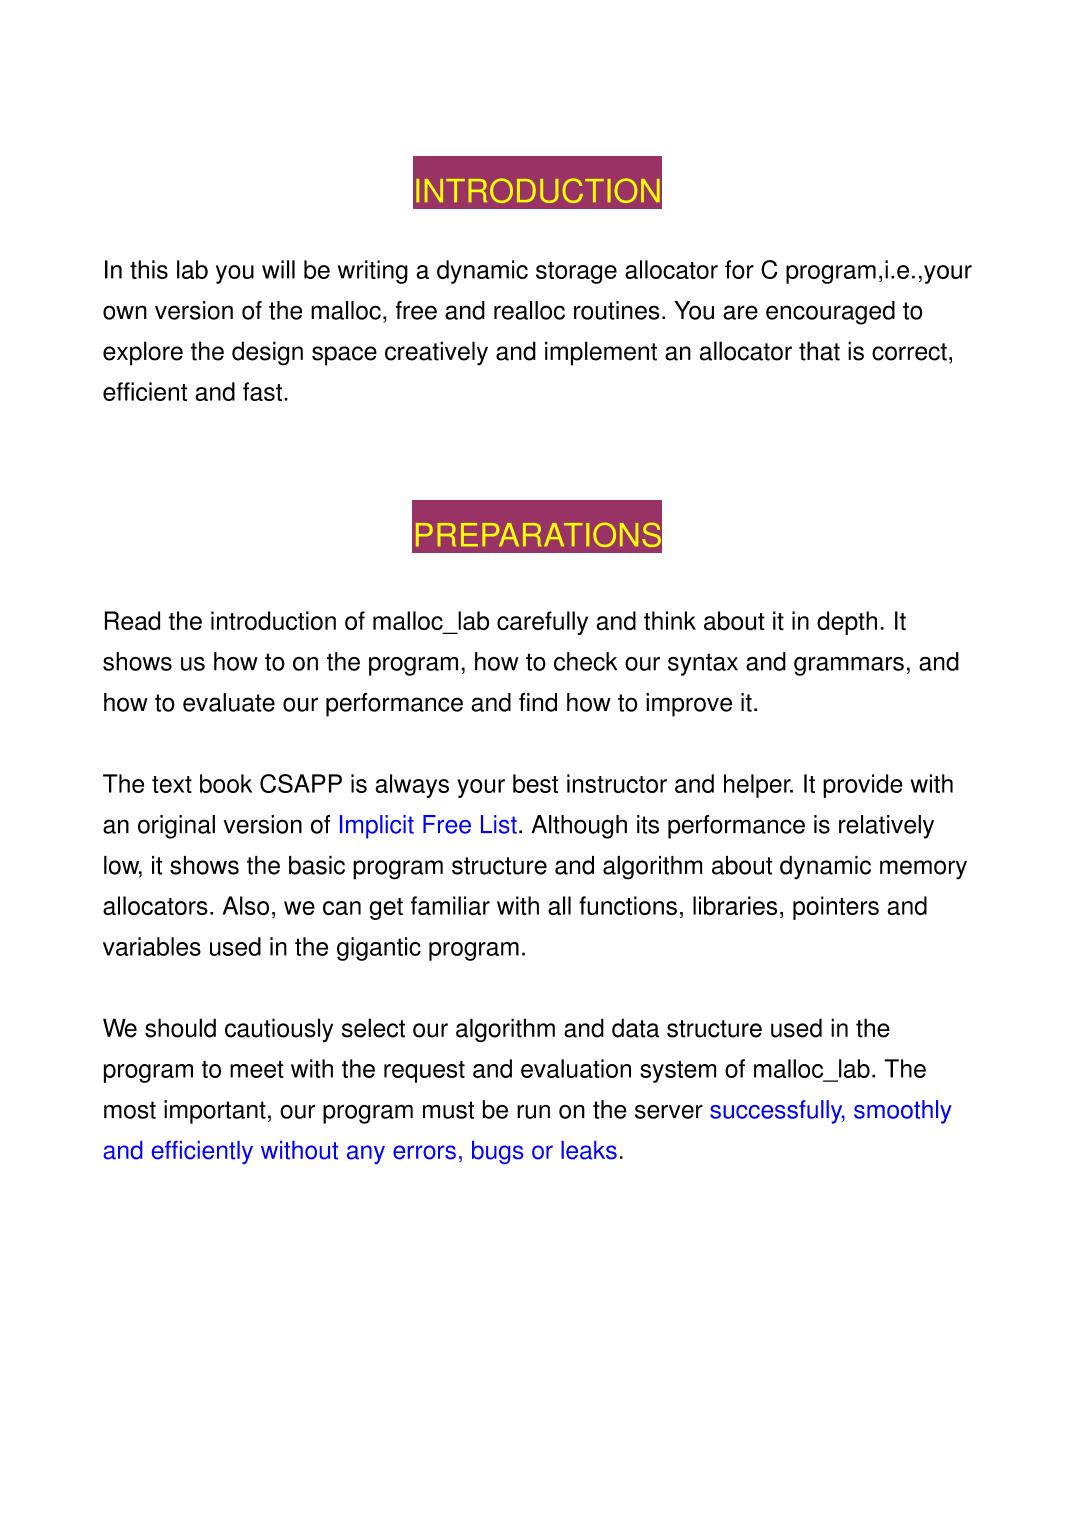 INTRODUCTION
In this lab you will be writing a dynamic storage allocator for C program,i.e.,your
own version of the malloc, free and realloc routines. You are encouraged to
explore the design space creatively and implement an allocator that is correct,
efficient and fast.
PREPARATIONS
Read the introduction of malloc_lab carefully and think about it in depth. It
shows us how to on the program, how to check our syntax and grammars, and
how to evaluate our performance and find how to improve it.
The text book CSAPP is always your best instructor and helper. It provide with
an original version of Implicit Free List. Although its performance is relatively
low, it shows the basic program structure and algorithm about dynamic memory
allocators. Also, we can get familiar with all functions, libraries, pointers and
variables used in the gigantic program.
We should cautiously select our algorithm and data structure used in the
program to meet with the request and evaluation system of malloc_lab. The
most important, our program must be run on the server successfully, smoothly
and efficiently without any errors, bugs or leaks.